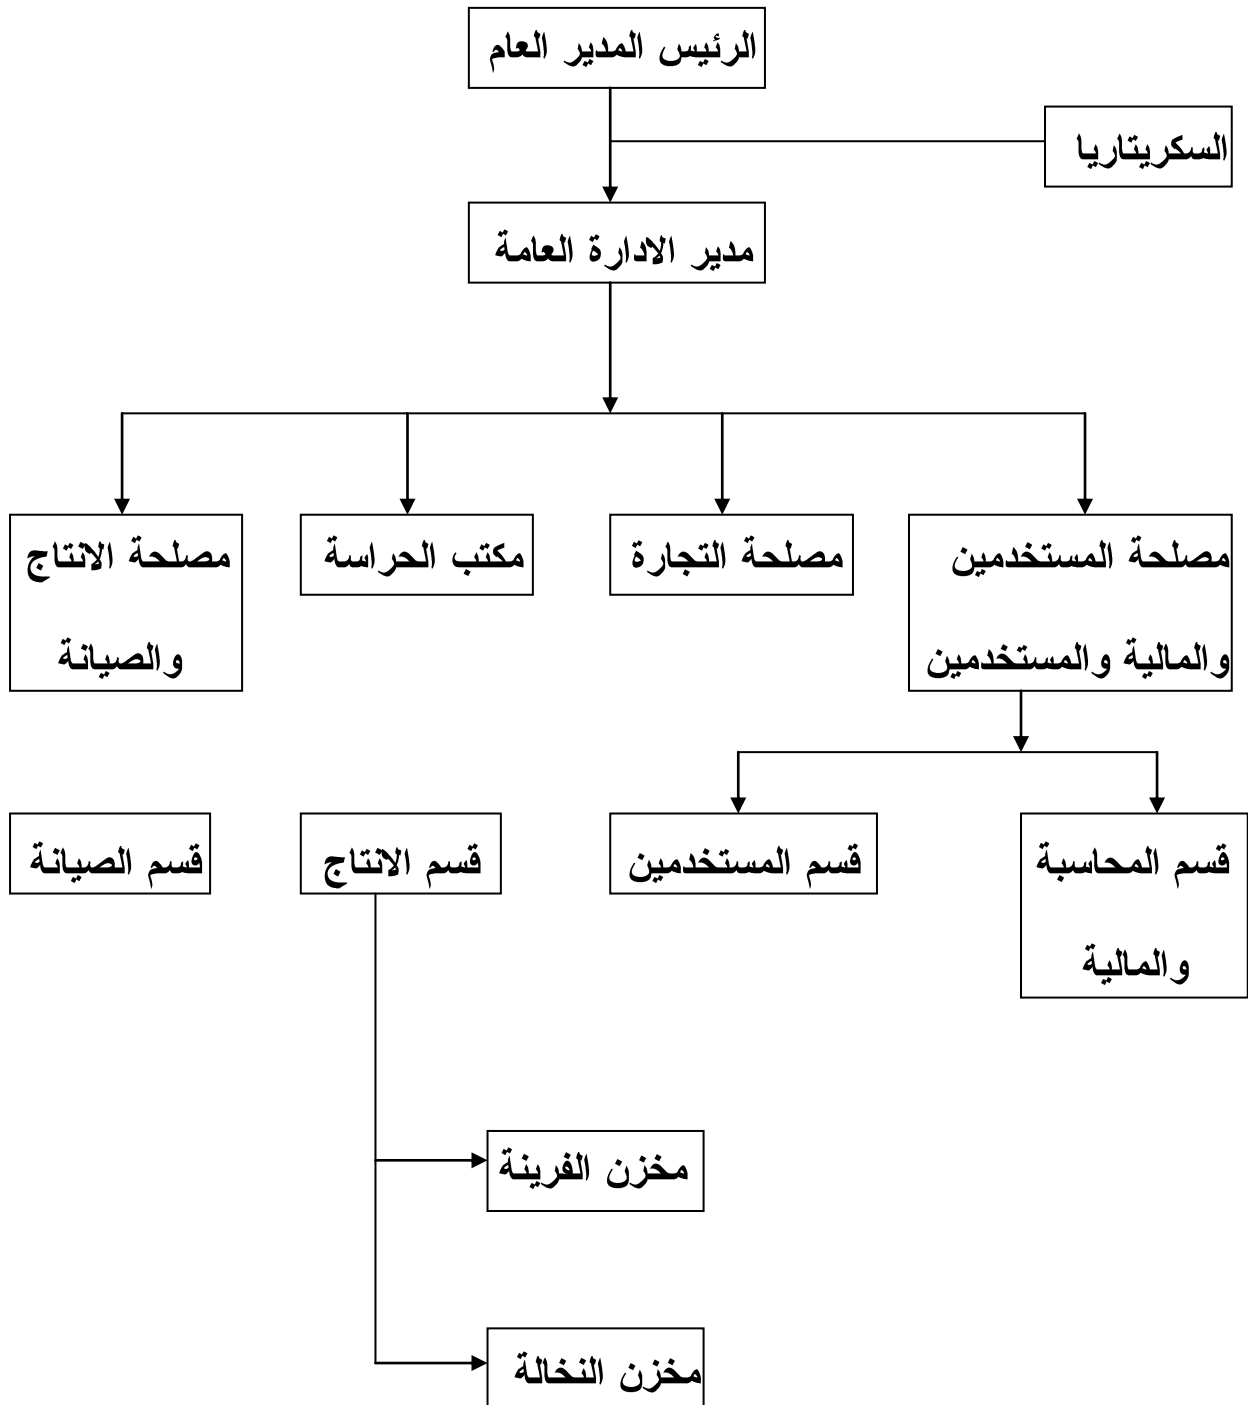 الرئيس المدير العام
السكريتاريا
مدير الادارة العامة
مصلحة المستخدمين
والمالية والمستخدمين
مصلحة التجارة
مكتب الحراسة
مصلحة الانتاج
والصيانة
قسم المحاسبة
والمالية
قسم المستخدمين
قسم الانتاج
قسم الصيانة
مخزن الفرينة
مخزن النخالة